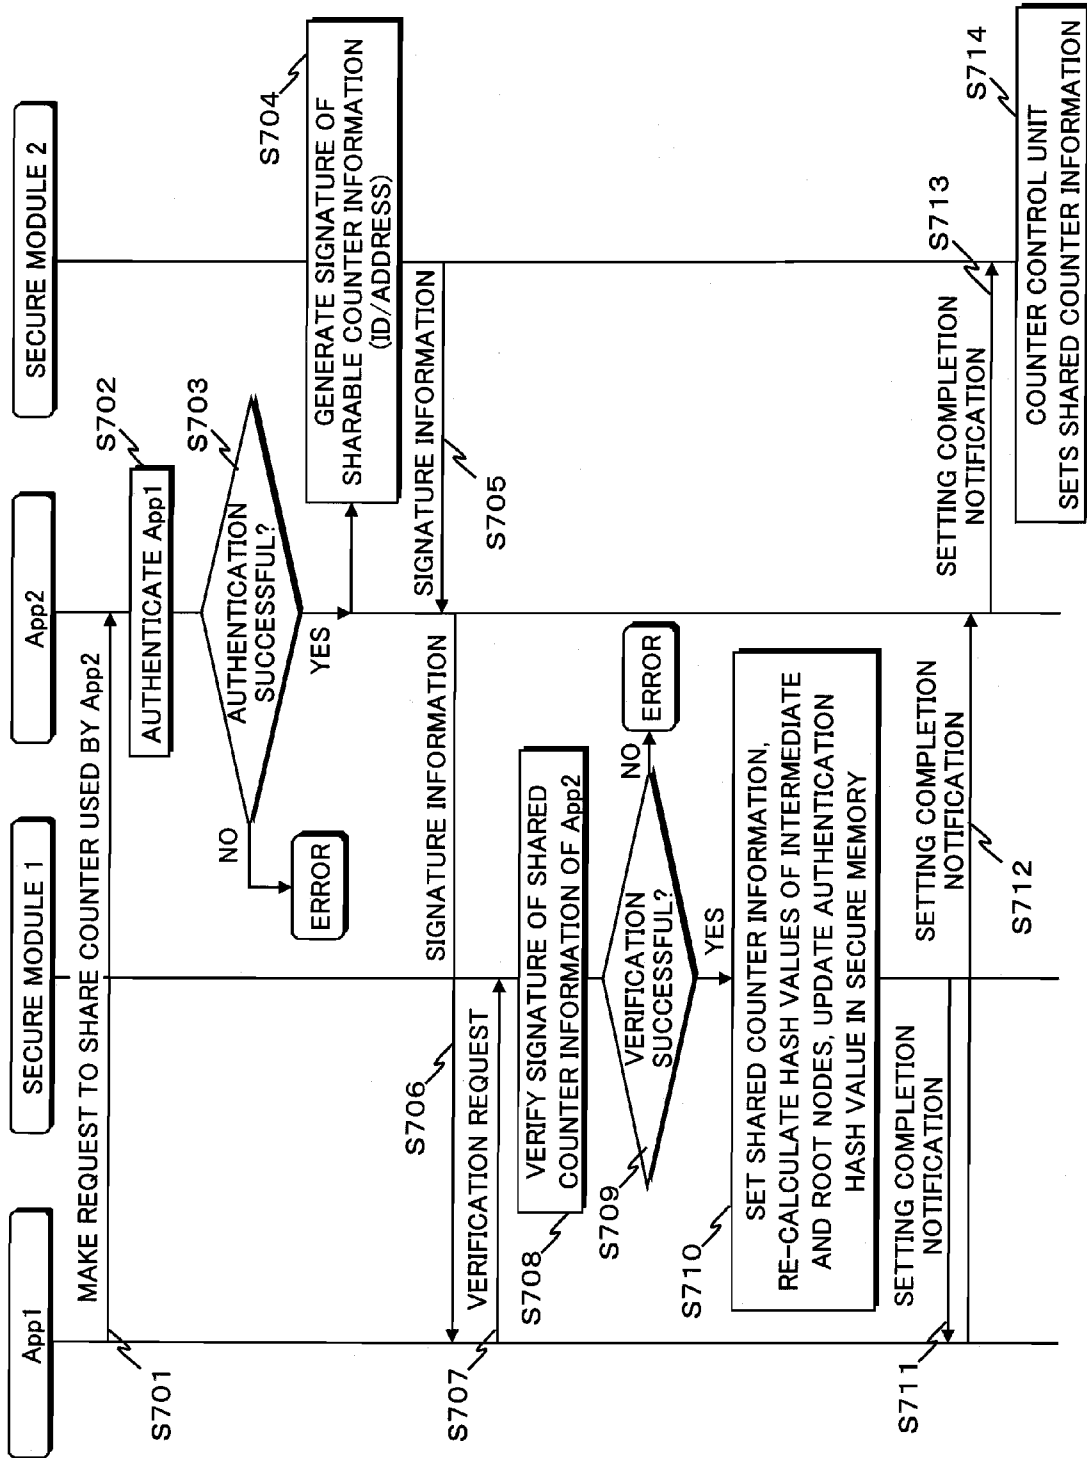 App1
SECURE MODULE 1
App2
SECURE MODULE 2
MAKE REQUEST TO SHARE COUNTER USED BY App2
S701
AUTHENTICATE App1
S702
AUTHENTICATION
SUCCESSFUL?
S703
NO
ERROR
YES
S704
GENERATE SIGNATURE OF
SHARABLE COUNTER INFORMATION
(ID/ADDRESS)
SIGNATURE INFORMATION
S705
SIGNATURE INFORMATION
S706
VERIFICATION REQUEST
S707
VERIFY SIGNATURE OF SHARED
COUNTER INFORMATION OF App2
S708
VERIFICATION
SUCCESSFUL?
S709
NO
ERROR
YES
S710
SET SHARED COUNTER INFORMATION,
RE-CALCULATE HASH VALUES OF INTERMEDIATE
AND ROOT NODES, UPDATE AUTHENTICATION
HASH VALUE IN SECURE MEMORY
SETTING COMPLETION
NOTIFICATION
S711
SETTING COMPLETION
NOTIFICATION
S712
SETTING COMPLETION
NOTIFICATION
S713
S714
COUNTER CONTROL UNIT
SETS SHARED COUNTER INFORMATION